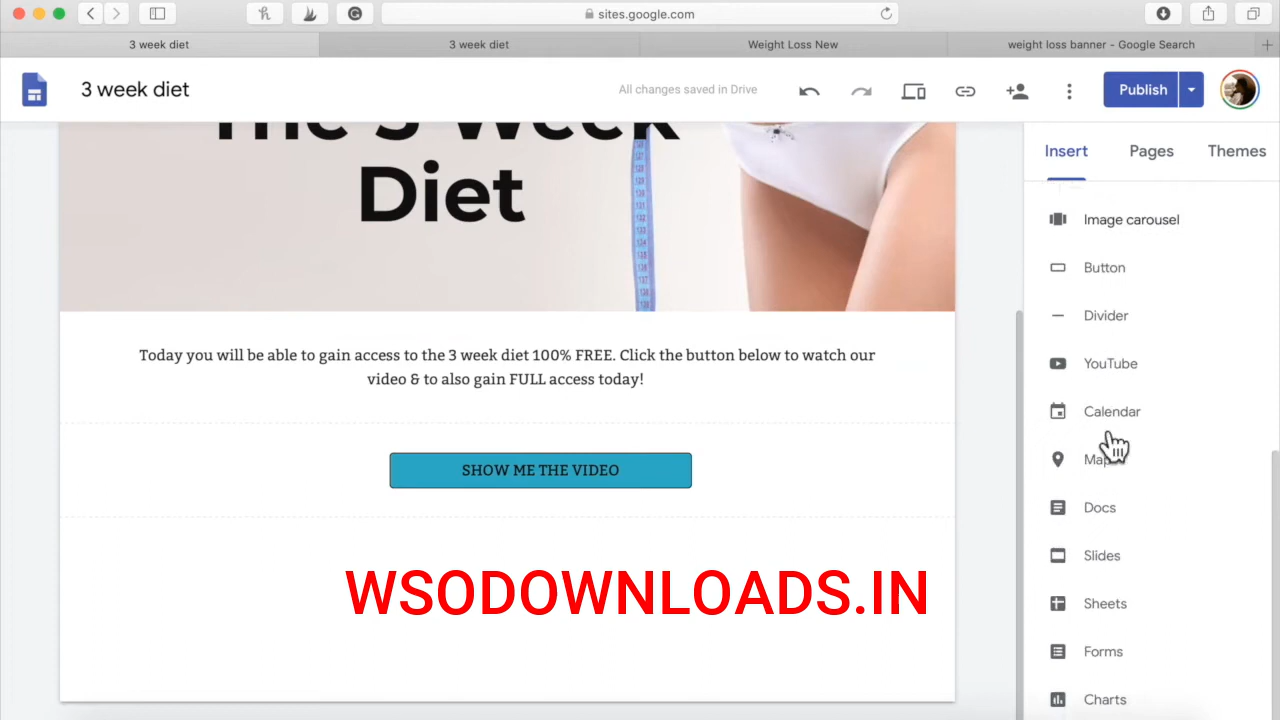 sites.google.com
3 week diet
3 week diet
Weight Loss New
weight loss banner - Google Search
3 week diet
All changes saved in Drive
Publish
Insert
Pages
Themes
The 3 Week
Diet
Today you will be able to gain access to the 3 week diet 100% FREE. Click the button below to watch our
video & to also gain FULL access today!
SHOW ME THE VIDEO
WSODOWNLOADS.IN
Image carousel
Button
Divider
YouTube
Calendar
Map
Docs
Slides
Sheets
Forms
Charts